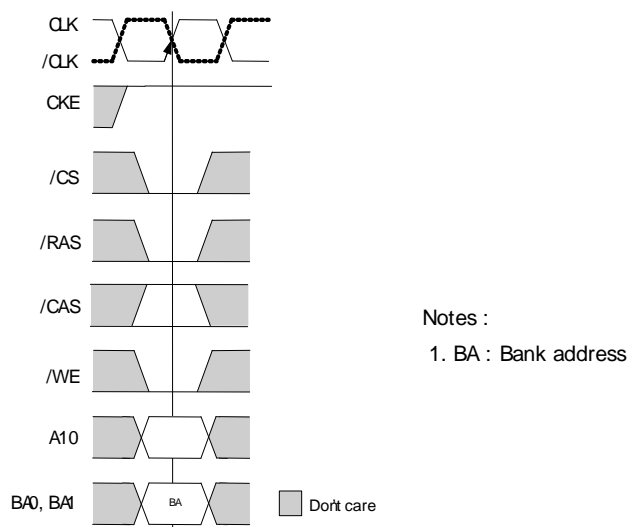 CLK
/CLK
CKE
/CS
/RAS
/CAS
/WE
A10
BA0, BA1
BA
Don't care
Notes :
1. BA : Bank address